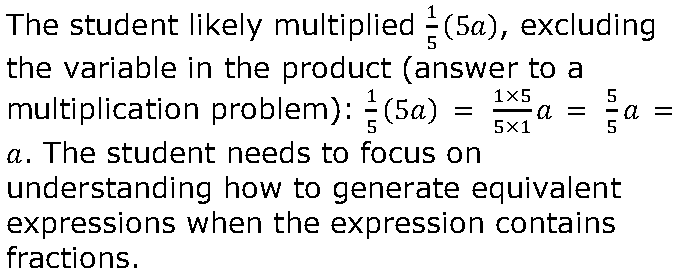 The student likely multiplied 1/5(5a), excluding
the variable in the product (answer to a
multiplication problem): 1/5(5a) = 1×5/5×1 a = 5/5 a =
a. The student needs to focus on
understanding how to generate equivalent
expressions when the expression contains
fractions.